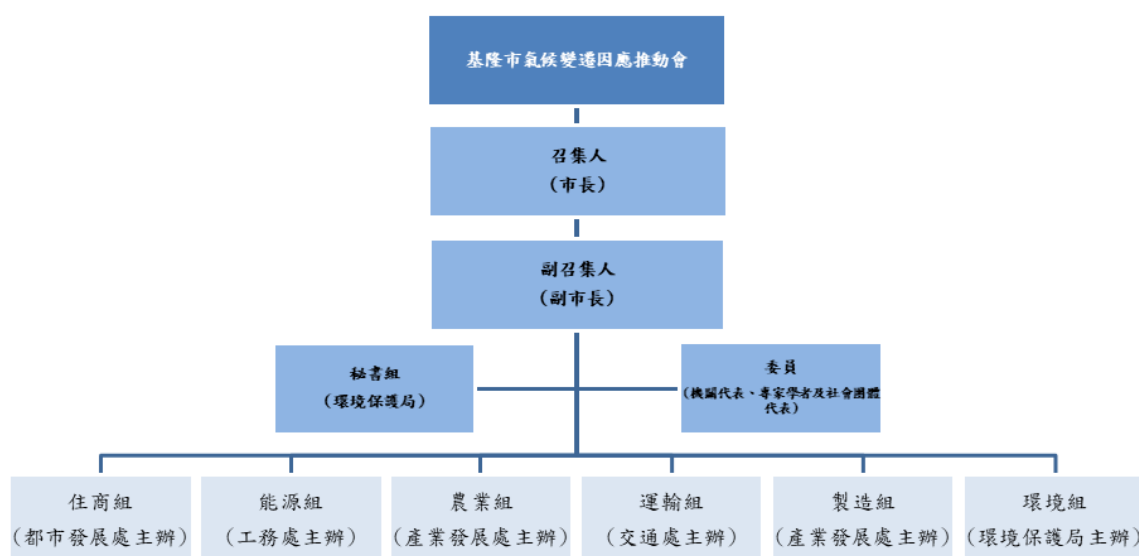 基隆市氣候變遷因應推動會
召集人
(市長)
副召集人
(副市長)
秘書組
(環境保護局)
委員
(機關代表、專家學者及社會團體
代表)
住商組
(都市發展處主辦)
能源組
(工務處主辦)
農業組
(產業發展處主辦)
運輸組
(交通處主辦)
製造組
(產業發展處主辦)
環境組
(環境保護局主辦)